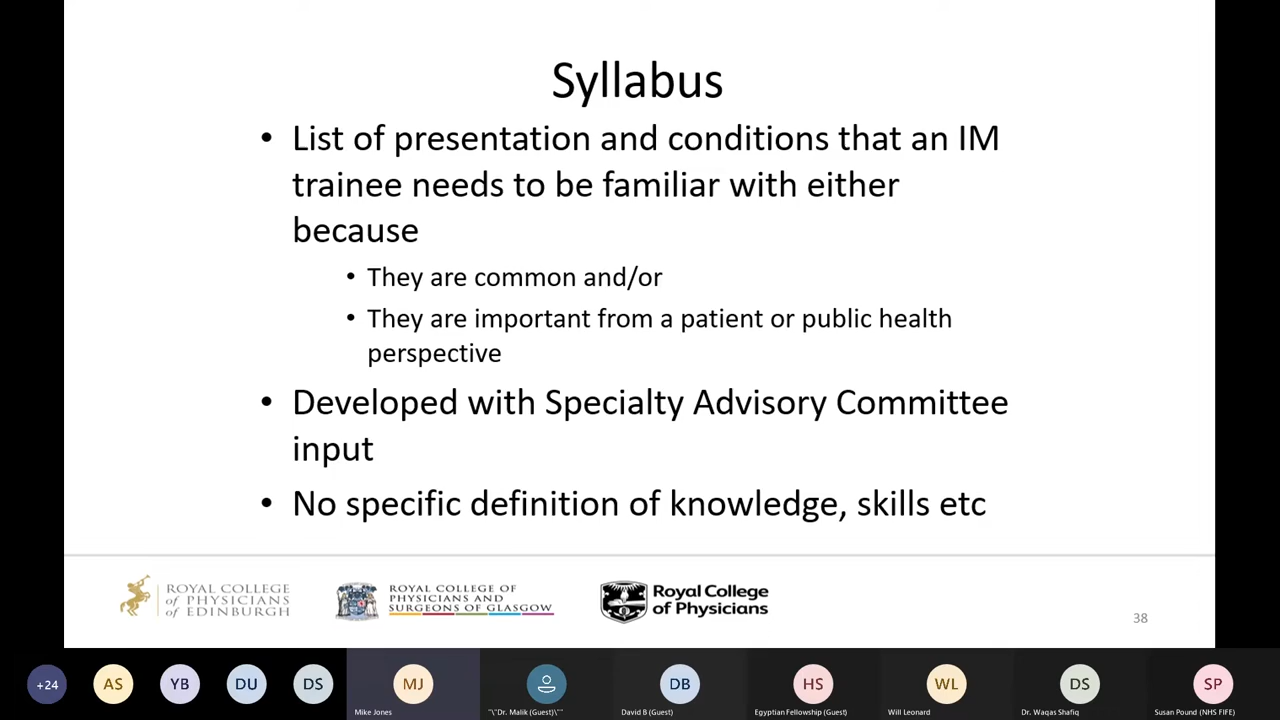 Syllabus
• List of presentation and conditions that an IM
trainee needs to be familiar with either
because
• They are common and/or
• They are important from a patient or public health
perspective
• Developed with Specialty Advisory Committee
input
• No specific definition of knowledge, skills etc
ROYAL COLLEGE
of PHYSICIANS
of EDINBURGH
ROYAL COLLEGE OF
PHYSICIANS AND
SURGEONS OF GLASGOW
Royal College
of Physicians
38
+24
AS
YB
DU
DS
MJ
DB
HS
WL
DS
SP
Mike Jones
"\"Dr. Malik (Guest)\""
David B (Guest)
Egyptian Fellowship (Guest)
Will Leonard
Dr. Waqas Shafiq
Susan Pound (NHS FIFE)